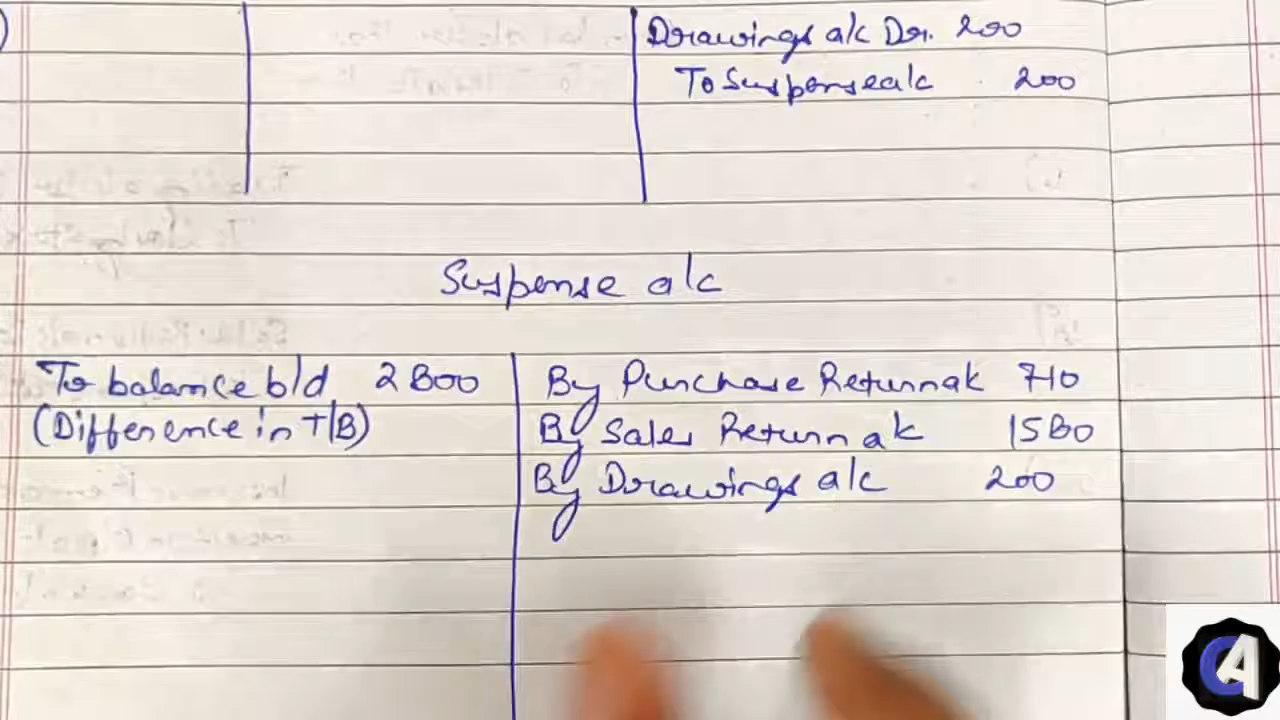 )
Drawings a/c Dr. 200
To Suspense a/c 200
Suspense a/c
To balance b/d 2800
(Difference in T/B)
By Purchase Return a/c 710
By Sales Return a/c 1580
By Drawings a/c 200
CA